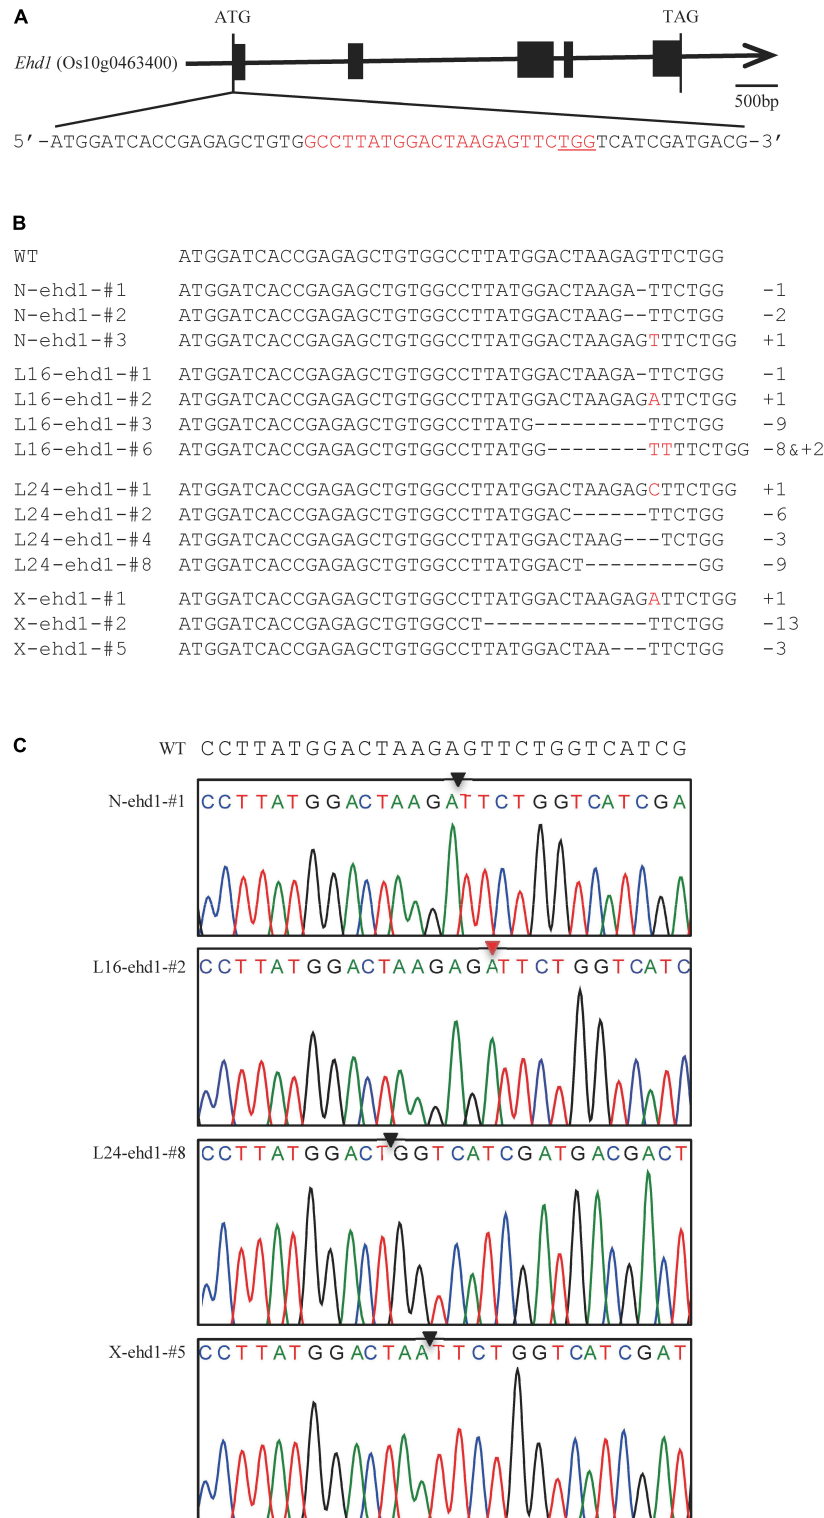 A
ATG TAG
Ehd1 (Os10g0463400)
500bp
5′-ATGGATCACCGAGAGCTGTGGCCTTATGGACTAAGAGTTCTGGTCATCGATGACG-3′
B
WT ATGGATCACCGAGAGCTGTGGCCTTATGGACTAAGAGTTCTGG
N-ehd1-#1 ATGGATCACCGAGAGCTGTGGCCTTATGGACTAAGA-TTCTGG -1
N-ehd1-#2 ATGGATCACCGAGAGCTGTGGCCTTATGGACTAAG--TTCTGG -2
N-ehd1-#3 ATGGATCACCGAGAGCTGTGGCCTTATGGACTAAGAGTTTCTGG +1
L16-ehd1-#1 ATGGATCACCGAGAGCTGTGGCCTTATGGACTAAGA-TTCTGG -1
L16-ehd1-#2 ATGGATCACCGAGAGCTGTGGCCTTATGGACTAAGAGATTCTGG +1
L16-ehd1-#3 ATGGATCACCGAGAGCTGTGGCCTTATG---------TTCTGG -9
L16-ehd1-#6 ATGGATCACCGAGAGCTGTGGCCTTATGG--------TTTTCTGG -8&+2
L24-ehd1-#1 ATGGATCACCGAGAGCTGTGGCCTTATGGACTAAGAGCTTCTGG +1
L24-ehd1-#2 ATGGATCACCGAGAGCTGTGGCCTTATGGAC------TTCTGG -6
L24-ehd1-#4 ATGGATCACCGAGAGCTGTGGCCTTATGGACTAAG---TCTGG -3
L24-ehd1-#8 ATGGATCACCGAGAGCTGTGGCCTTATGGACT---------GG -9
X-ehd1-#1 ATGGATCACCGAGAGCTGTGGCCTTATGGACTAAGAGATTCTGG +1
X-ehd1-#2 ATGGATCACCGAGAGCTGTGGCCT-------------TTCTGG -13
X-ehd1-#5 ATGGATCACCGAGAGCTGTGGCCTTATGGACTAA---TTCTGG -3
C
WT CCTTATGGACTAAGAGTTCTGGTCATCG
N-ehd1-#1 CCTTATGGACTAAGATTCTGGTCATCGA
L16-ehd1-#2 CCTTATGGACTAAGAGATTCTGGTCATC
L24-ehd1-#8 CCTTATGGACTGGTCATCGATGACGACT
X-ehd1-#5 CCTTATGGACTAATTCTGGTCATCGAT